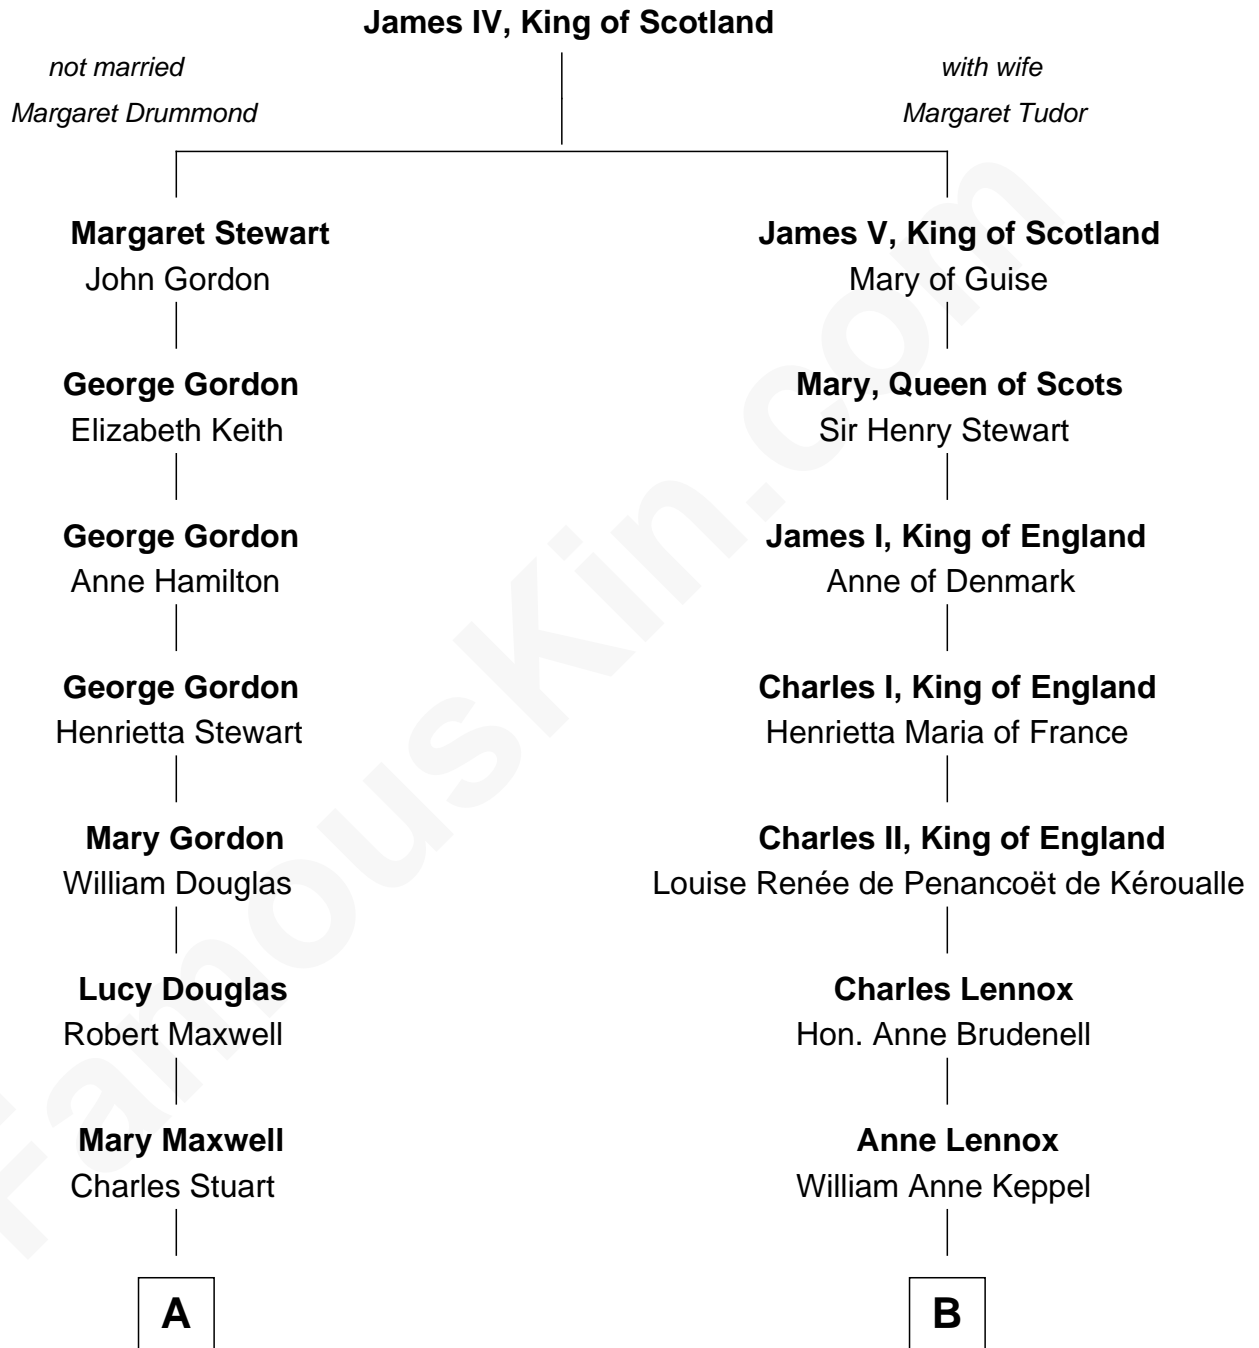 James IV, King of Scotland
not married
Margaret Drummond
with wife
Margaret Tudor
Margaret Stewart
John Gordon
James V, King of Scotland
Mary of Guise
George Gordon
Elizabeth Keith
Mary, Queen of Scots
Sir Henry Stewart
George Gordon
Anne Hamilton
James I, King of England
Anne of Denmark
George Gordon
Henrietta Stewart
Charles I, King of England
Henrietta Maria of France
Mary Gordon
William Douglas
Charles II, King of England
Louise Renée de Penancoët de Kéroualle
Lucy Douglas
Robert Maxwell
Charles Lennox
Hon. Anne Brudenell
Mary Maxwell
Charles Stuart
Anne Lennox
William Anne Keppel
A
B
FamousKin.com